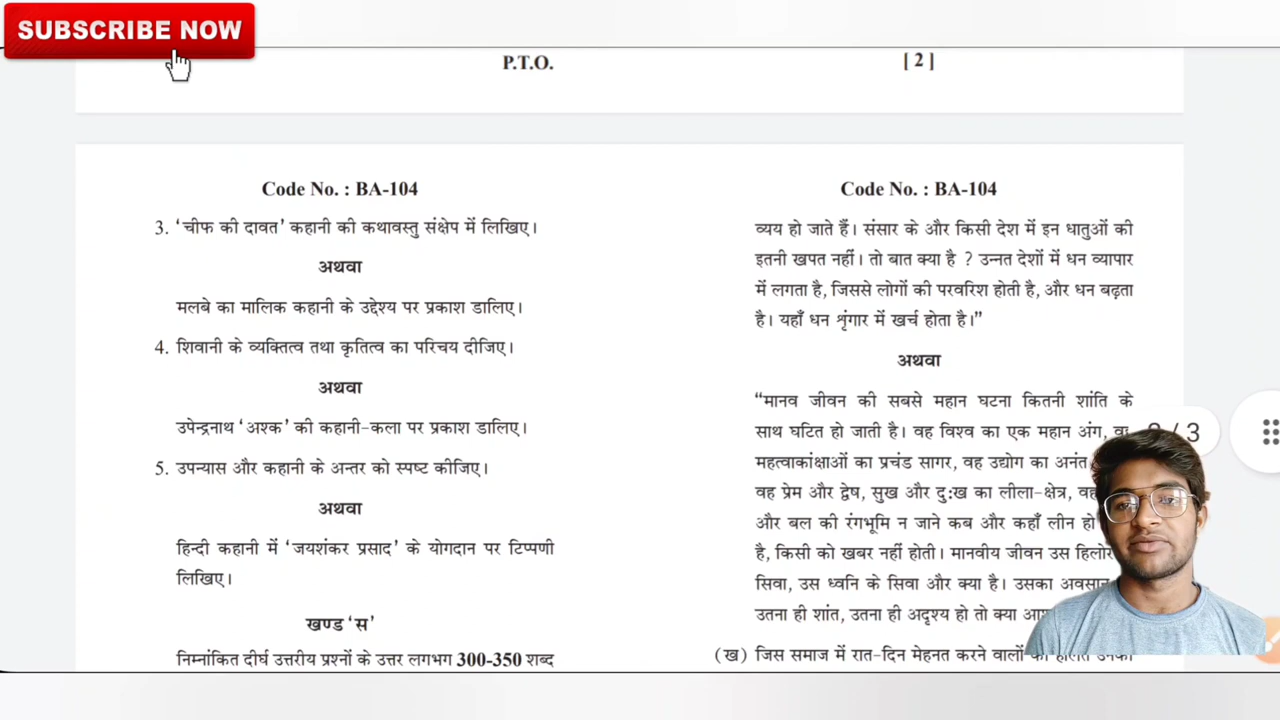 SUBSCRIBE NOW
P.T.O.
[ 2 ]
Code No. : BA-104
3. ‘चीफ की दावत’ कहानी की कथावस्तु संक्षेप में लिखिए।
अथवा
मलबे का मालिक कहानी के उद्देश्य पर प्रकाश डालिए।
4. शिवानी के व्यक्तित्व तथा कृतित्व का परिचय दीजिए।
अथवा
उपेन्द्रनाथ ‘अश्क’ की कहानी-कला पर प्रकाश डालिए।
5. उपन्यास और कहानी के अन्तर को स्पष्ट कीजिए।
अथवा
हिन्दी कहानी में ‘जयशंकर प्रसाद’ के योगदान पर टिप्पणी
लिखिए।
खण्ड ‘स’
निम्नांकित दीर्घ उत्तरीय प्रश्नों के उत्तर लगभग 300-350 शब्द
Code No. : BA-104
व्यय हो जाते हैं। संसार के और किसी देश में इन धातुओं की
इतनी खपत नहीं। तो बात क्या है ? उन्नत देशों में धन व्यापार
में लगता है, जिससे लोगों की परवरिश होती है, और धन बढ़ता
है। यहाँ धन शृंगार में खर्च होता है।”
अथवा
“मानव जीवन की सबसे महान घटना कितनी शांति के
साथ घटित हो जाती है। वह विश्व का एक महान अंग,
महत्वाकांक्षाओं का प्रचंड सागर, वह उद्योग का अनंत
वह प्रेम और द्वेष, सुख और दुःख का लीला-क्षेत्र,
और बल की रंगभूमि न जाने कब और कहाँ लीन हो
है, किसी को खबर नहीं होती। मानवीय जीवन उस
सिवा, उस ध्वनि के सिवा और क्या है। उसका
उतना ही शांत, उतना ही अदृश्य हो तो क्या
(ख) जिस समाज में रात-दिन मेहनत करने वालों की हालत उनकी
/ 3